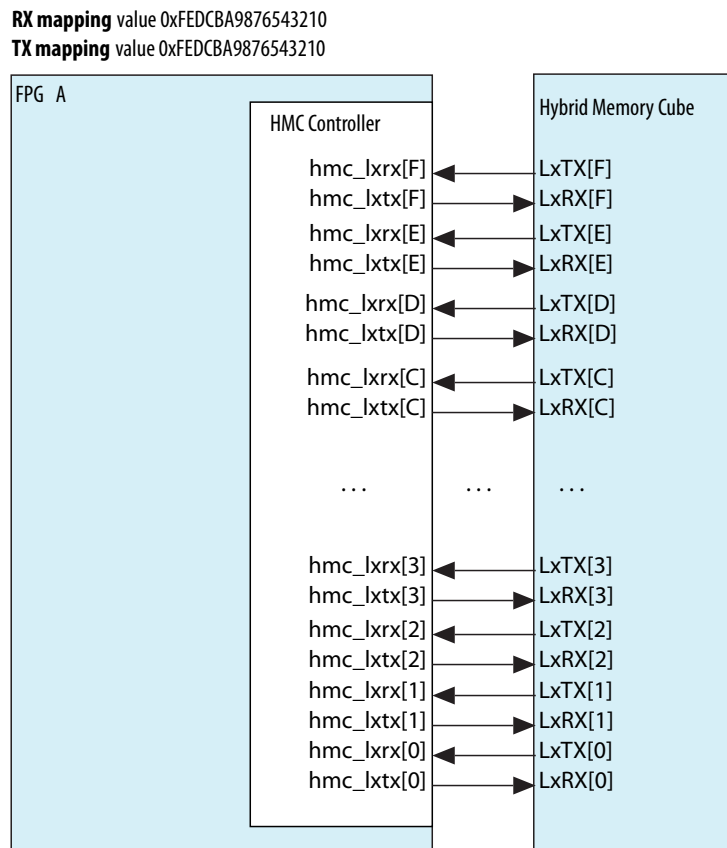 RX mapping value 0xFEDCBA9876543210
TX mapping value 0xFEDCBA9876543210
FPG A
HMC Controller
Hybrid Memory Cube
hmc_lxrx[F] LxTX[F]
hmc_lxtx[F] LxRX[F]
hmc_lxrx[E] LxTX[E]
hmc_lxtx[E] LxRX[E]
hmc_lxrx[D] LxTX[D]
hmc_lxtx[D] LxRX[D]
hmc_lxrx[C] LxTX[C]
hmc_lxtx[C] LxRX[C]
... ... ...
hmc_lxrx[3] LxTX[3]
hmc_lxtx[3] LxRX[3]
hmc_lxrx[2] LxTX[2]
hmc_lxtx[2] LxRX[2]
hmc_lxrx[1] LxTX[1]
hmc_lxtx[1] LxRX[1]
hmc_lxrx[0] LxTX[0]
hmc_lxtx[0] LxRX[0]